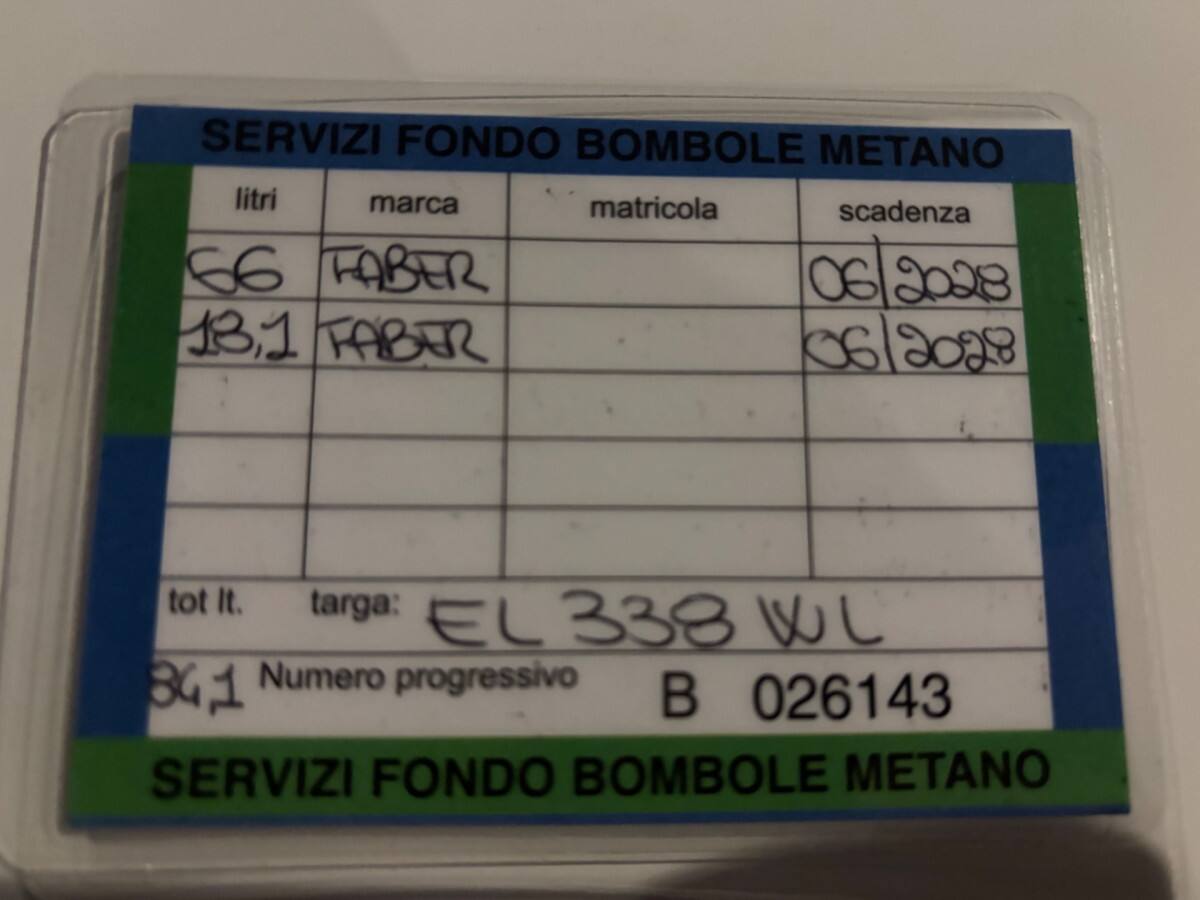 SERVIZI FONDO BOMBOLE METANO
litri marca matricola scadenza
66 FABER 06/2028
18,1 FABER 06/2028
tot lt. targa: EL 338 WL
84,1 Numero progressivo B 026143
SERVIZI FONDO BOMBOLE METANO